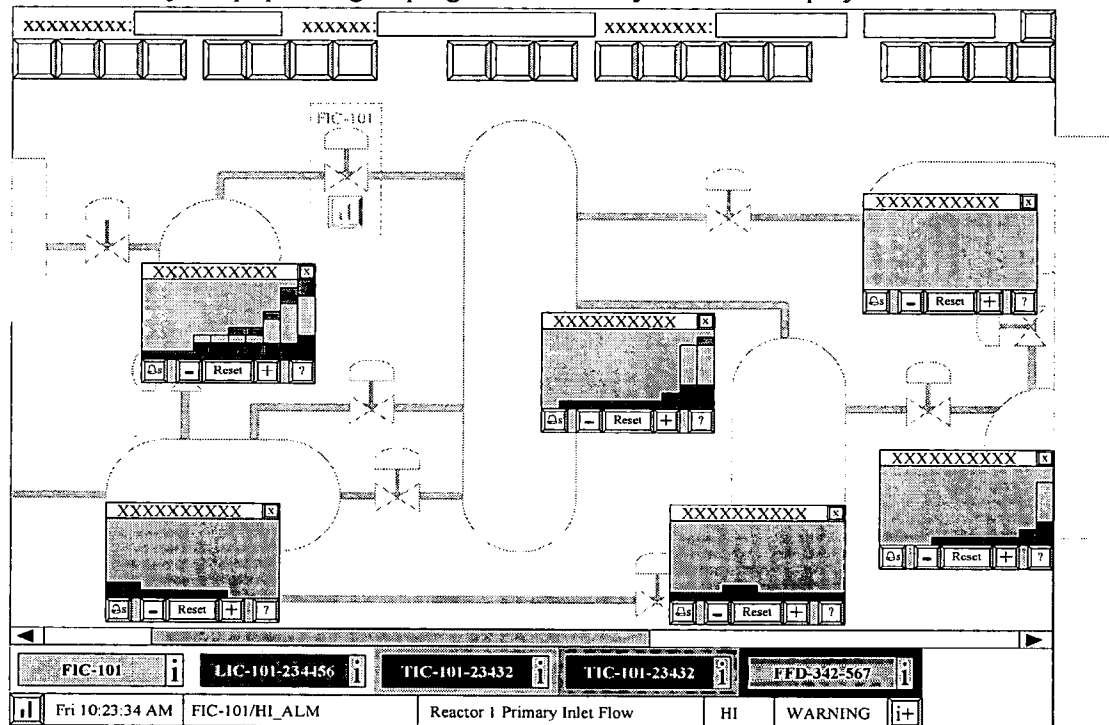 XXXXXXXXX: XXXXXX: XXXXXXXXX:
FIC-101
XXXXXXXXXX x
XXXXXXXXXX x
Reset + ?
XXXXXXXXXX x
s - Reset + ?
s - Reset + ?
XXXXXXXXXX x
XXXXXXXXXX x
XXXXXXXXXX x
s - Reset + ?
s - Reset + ?
s - Reset + ?
FIC-101 i LIC-101-234456 i TIC-101-23432 i TIC-101-23432 i FFD-342-567 i
Fri 10:23:34 AM FIC-101/HI_ALM Reactor 1 Primary Inlet Flow HI WARNING i+